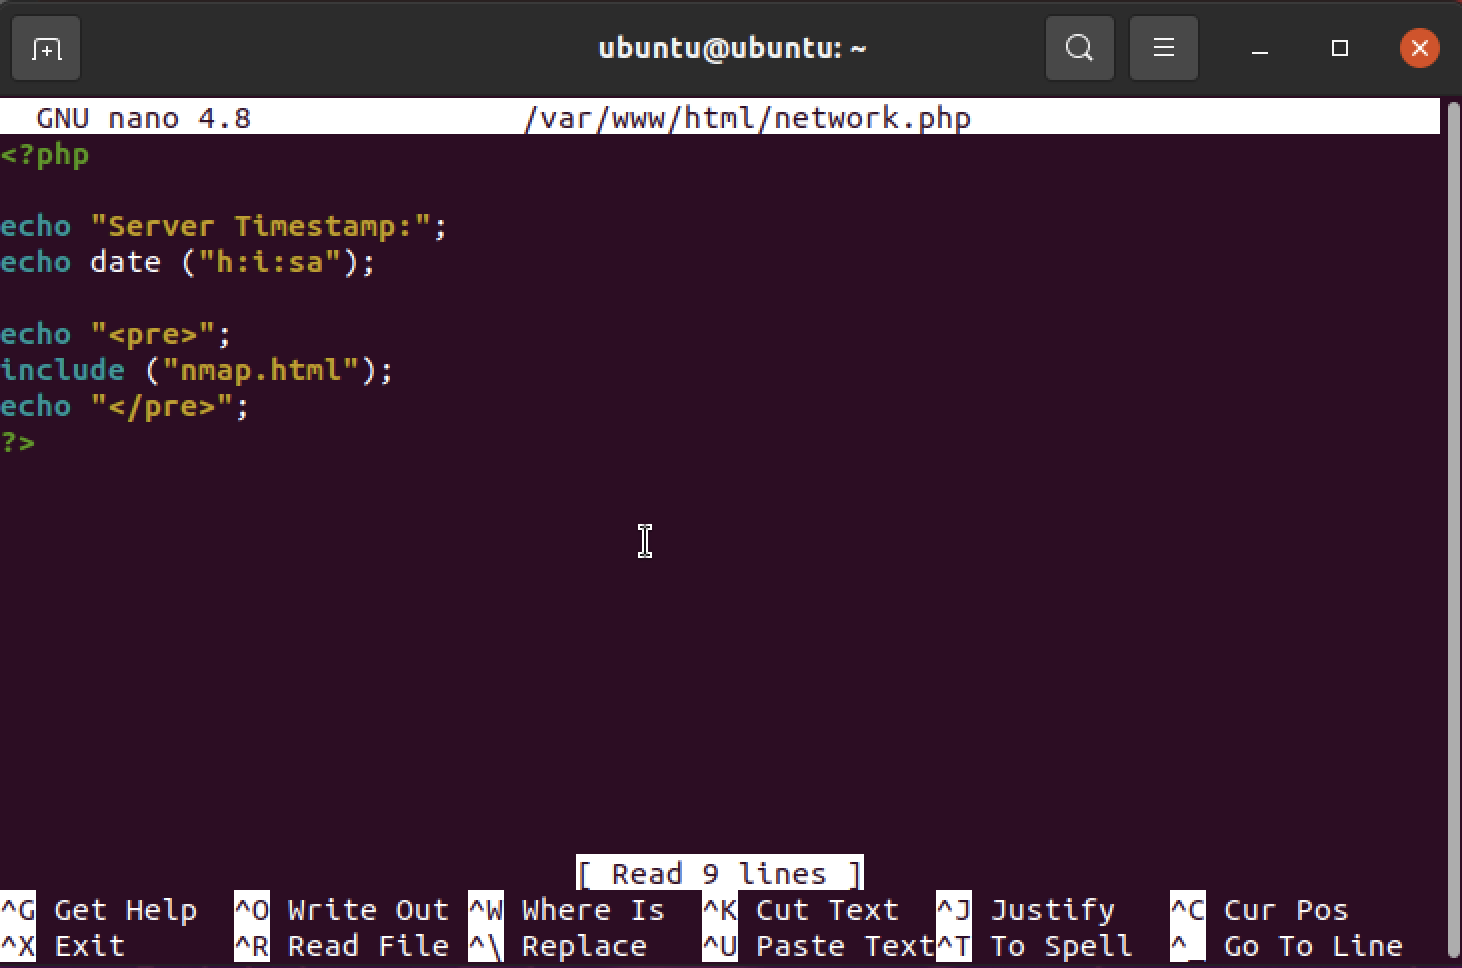 ubuntu@ubuntu: ~
GNU nano 4.8 /var/www/html/network.php
<?php
echo "Server Timestamp:";
echo date ("h:i:sa");
echo "<pre>";
include ("nmap.html");
echo "</pre>";
?>
[ Read 9 lines ]
^G Get Help ^O Write Out ^W Where Is ^K Cut Text ^J Justify ^C Cur Pos
^X Exit ^R Read File ^\ Replace ^U Paste Text^T To Spell ^_ Go To Line